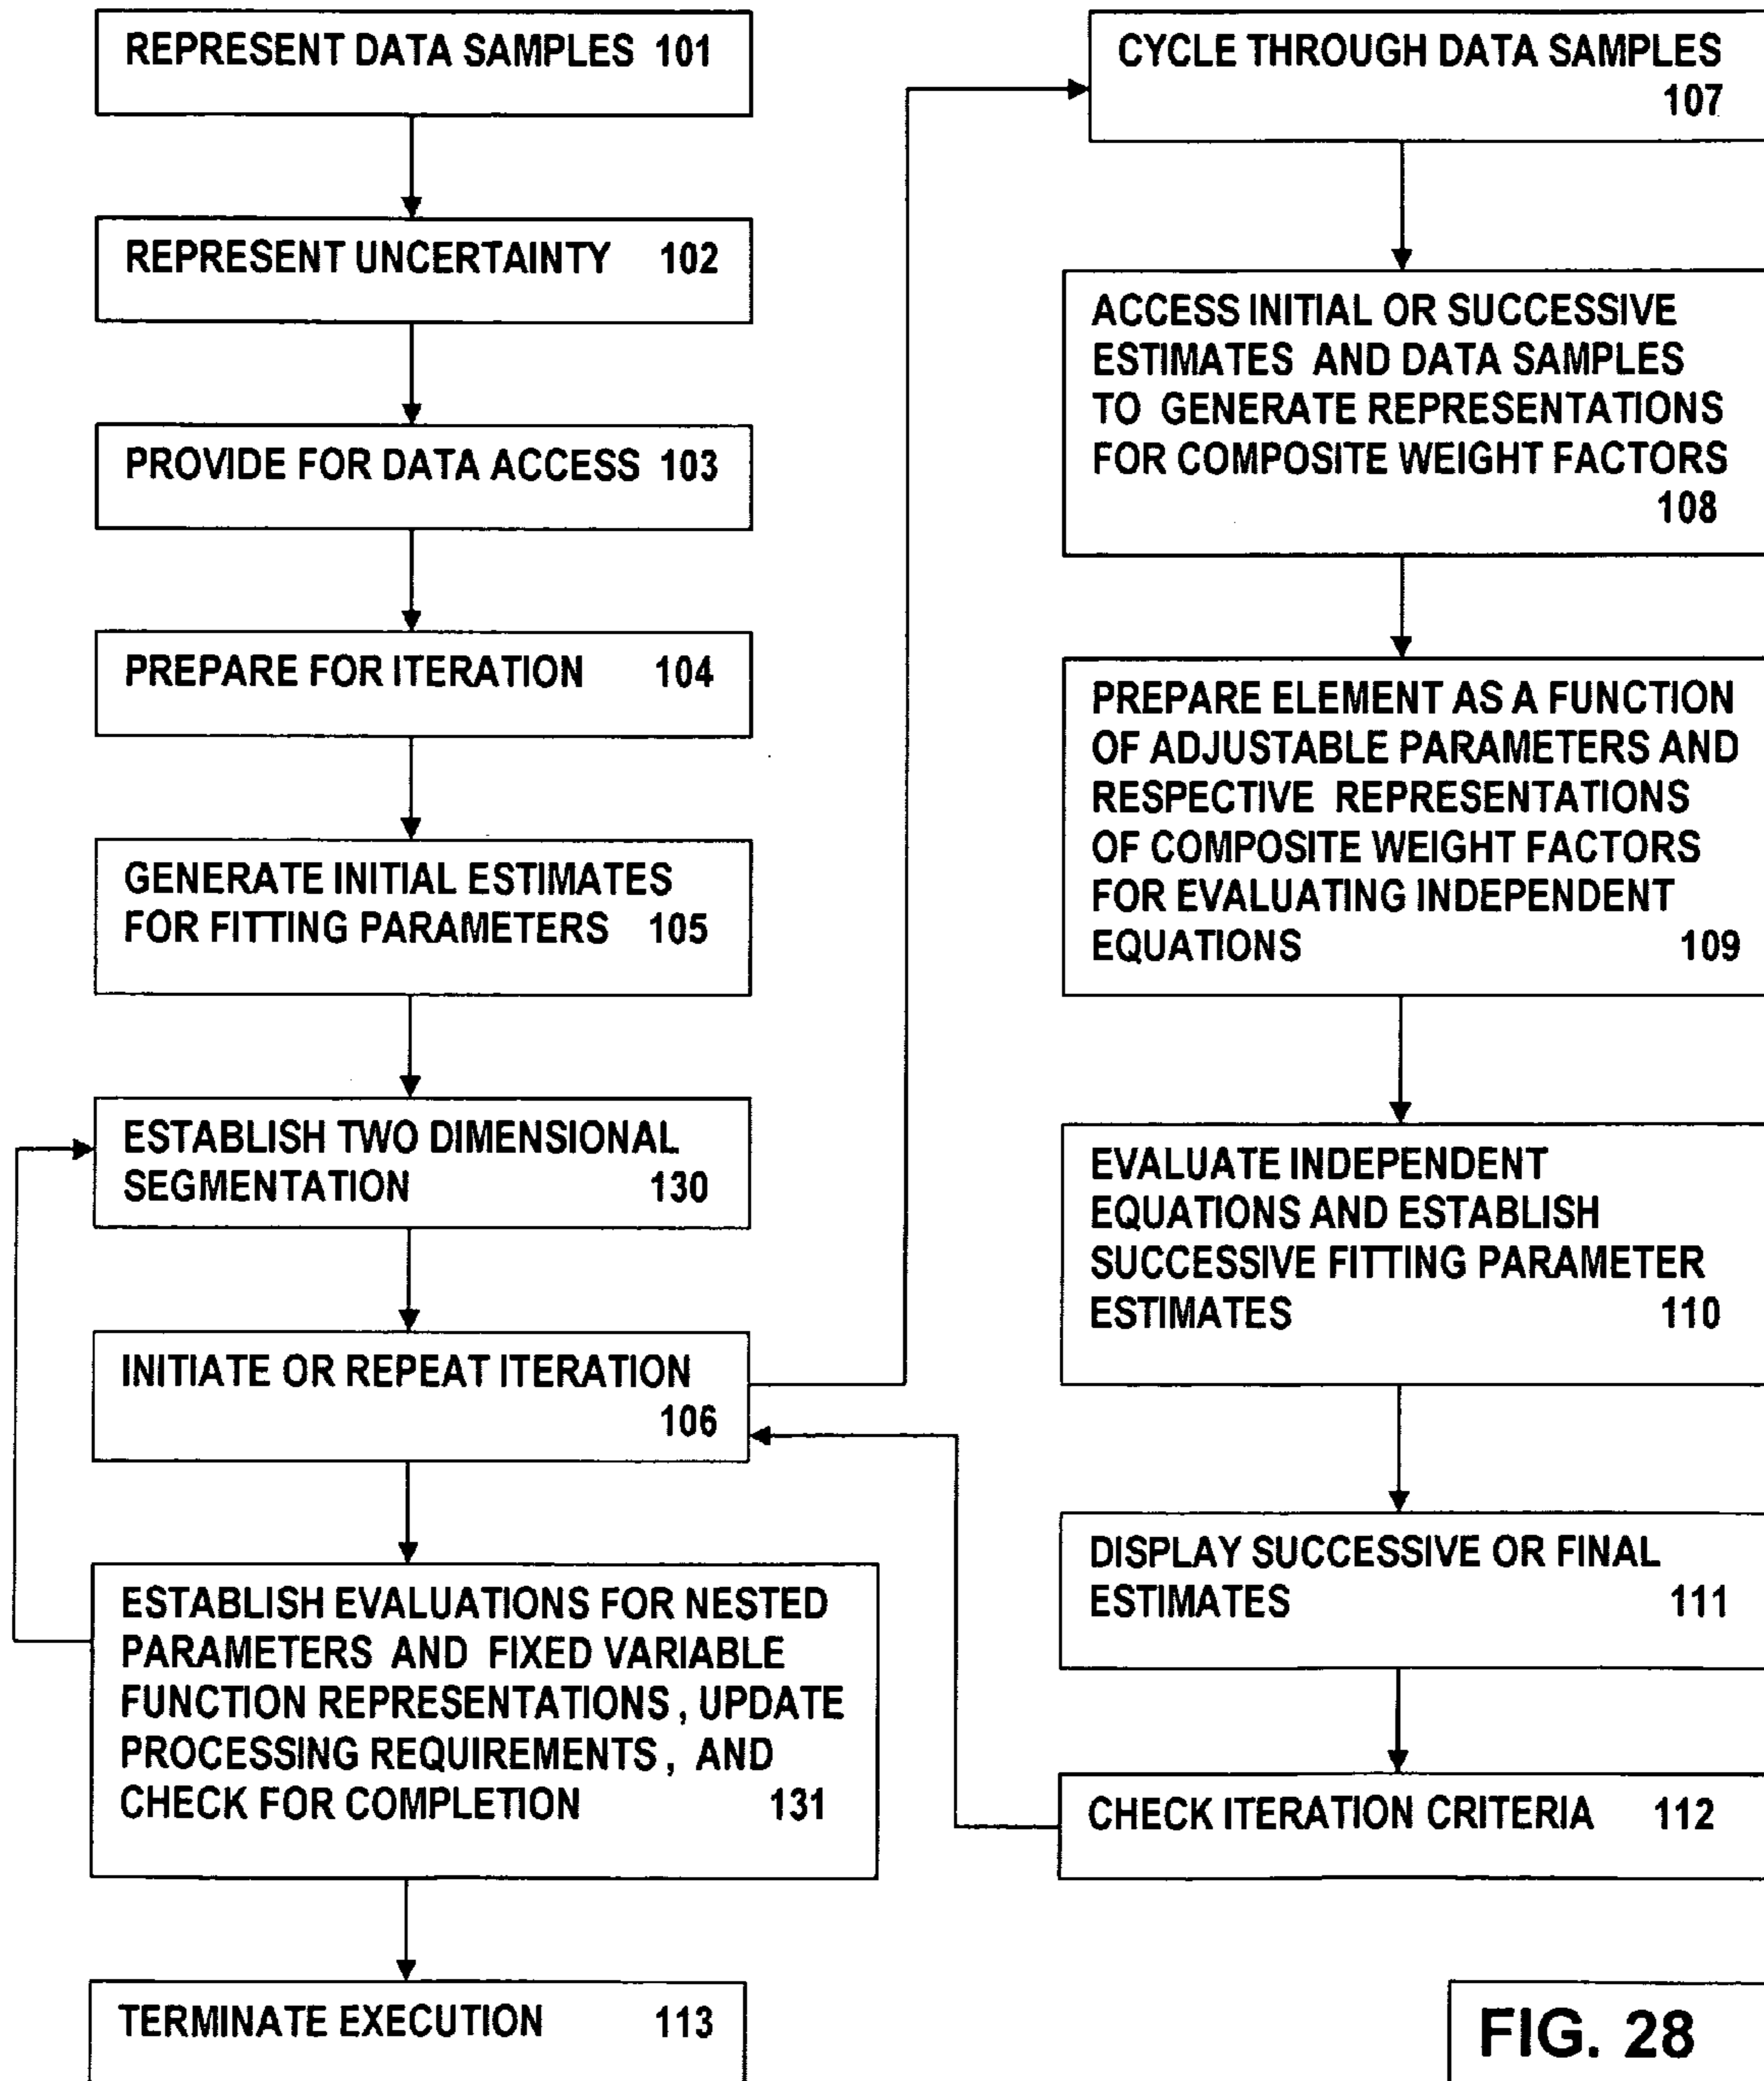 REPRESENT DATA SAMPLES 101
REPRESENT UNCERTAINTY 102
PROVIDE FOR DATA ACCESS 103
PREPARE FOR ITERATION 104
GENERATE INITIAL ESTIMATES
FOR FITTING PARAMETERS 105
ESTABLISH TWO DIMENSIONAL
SEGMENTATION 130
INITIATE OR REPEAT ITERATION
106
ESTABLISH EVALUATIONS FOR NESTED
PARAMETERS AND FIXED VARIABLE
FUNCTION REPRESENTATIONS , UPDATE
PROCESSING REQUIREMENTS , AND
CHECK FOR COMPLETION 131
TERMINATE EXECUTION 113
CYCLE THROUGH DATA SAMPLES
107
ACCESS INITIAL OR SUCCESSIVE
ESTIMATES AND DATA SAMPLES
TO GENERATE REPRESENTATIONS
FOR COMPOSITE WEIGHT FACTORS
108
PREPARE ELEMENT AS A FUNCTION
OF ADJUSTABLE PARAMETERS AND
RESPECTIVE REPRESENTATIONS
OF COMPOSITE WEIGHT FACTORS
FOR EVALUATING INDEPENDENT
EQUATIONS 109
EVALUATE INDEPENDENT
EQUATIONS AND ESTABLISH
SUCCESSIVE FITTING PARAMETER
ESTIMATES 110
DISPLAY SUCCESSIVE OR FINAL
ESTIMATES 111
CHECK ITERATION CRITERIA 112
FIG. 28